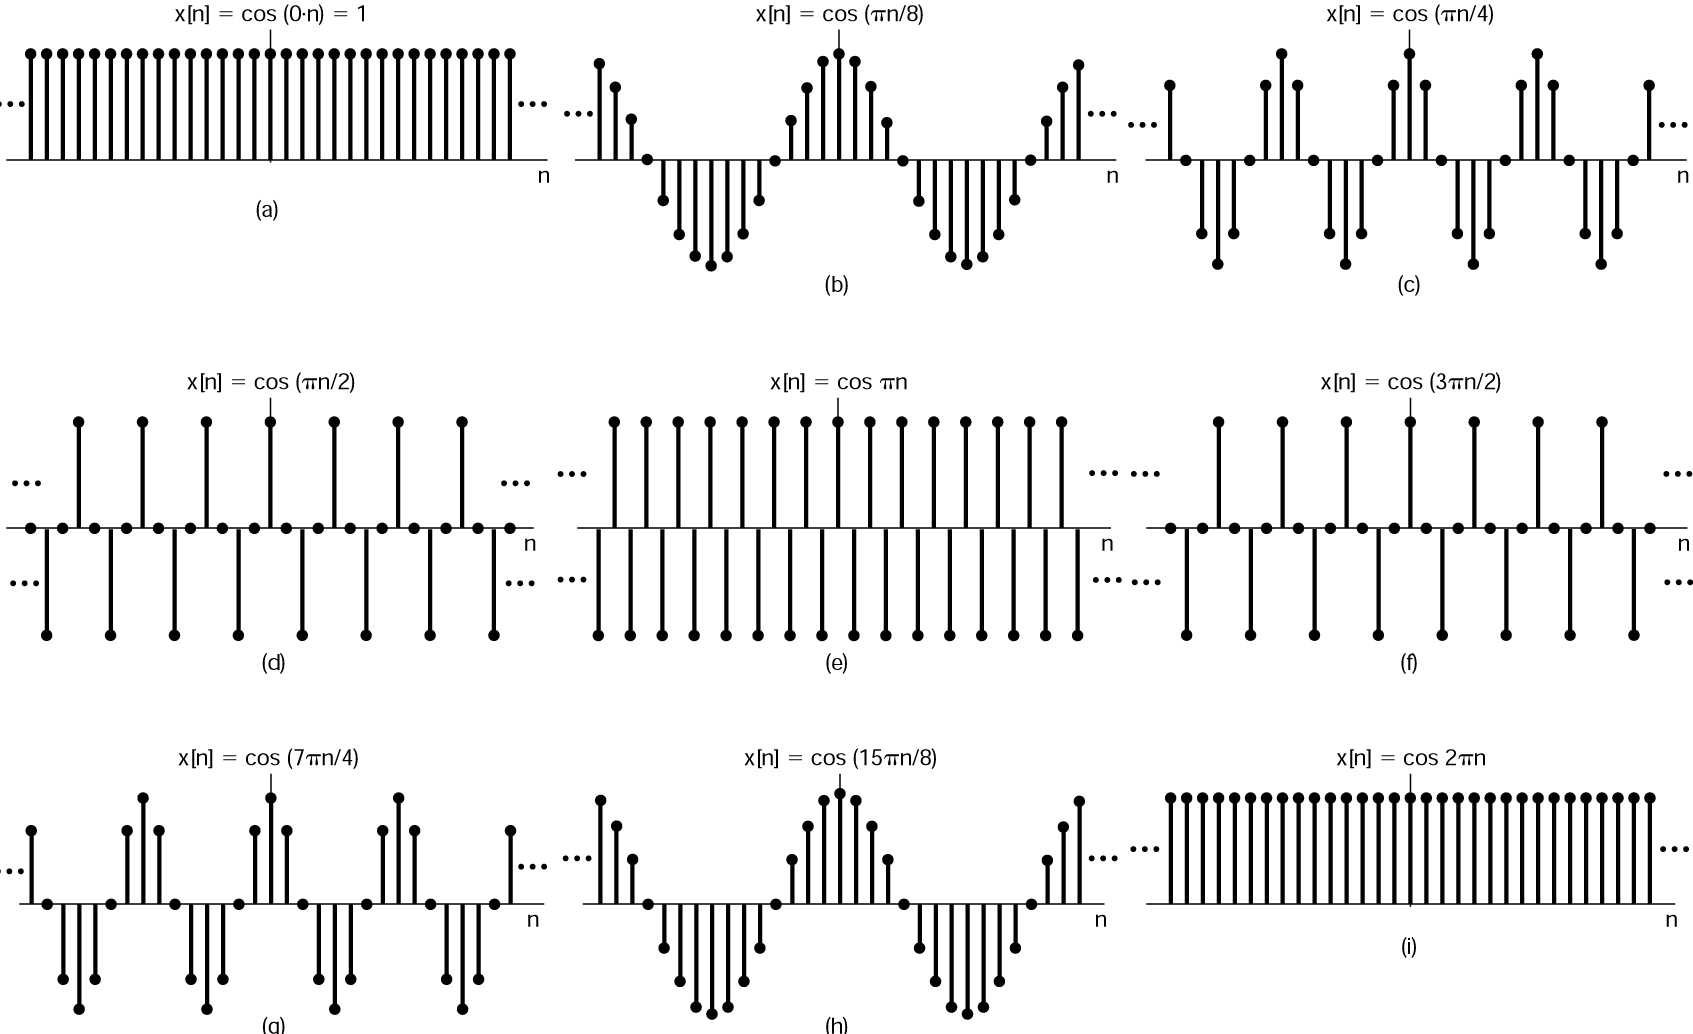 x[n] = cos (0·n) = 1
x[n] = cos (πn/8)
x[n] = cos (πn/4)
n
n
n
(a)
(b)
(c)
x[n] = cos (πn/2)
x[n] = cos πn
x[n] = cos (3πn/2)
n
n
n
(d)
(e)
(f)
x[n] = cos (7πn/4)
x[n] = cos (15πn/8)
x[n] = cos 2πn
n
n
n
(g)
(h)
(i)